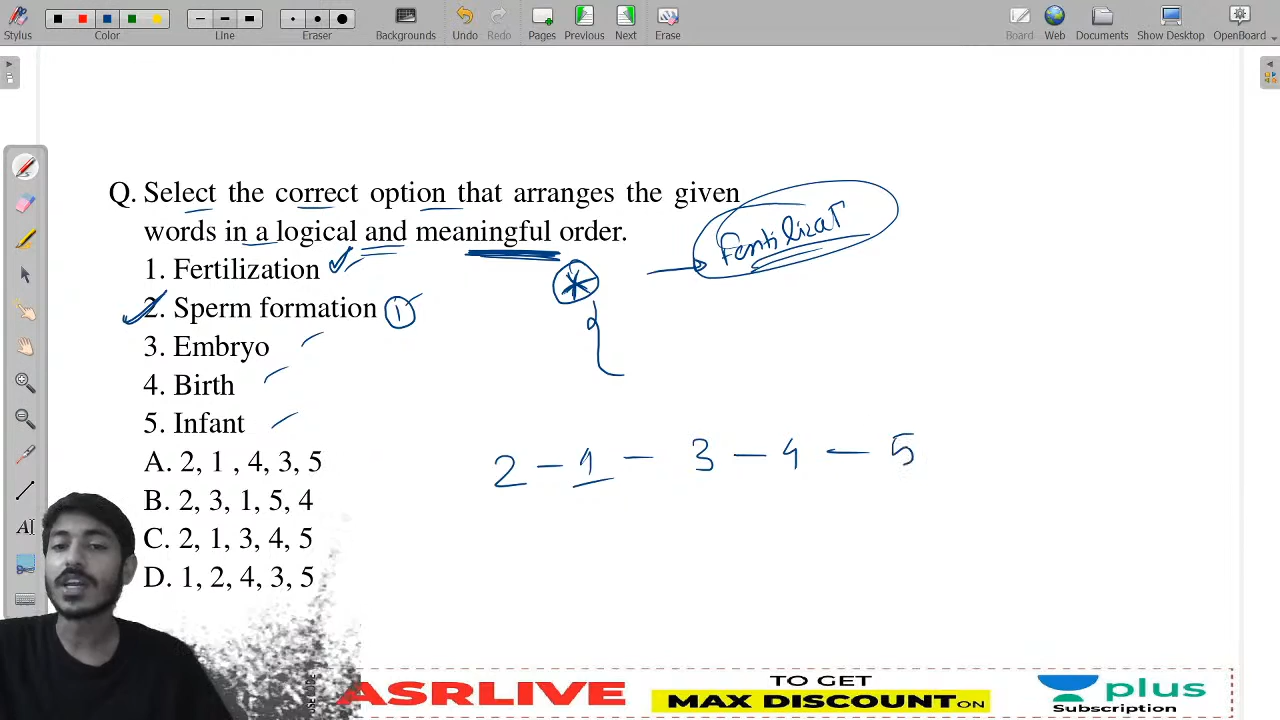 Stylus Color Line Eraser Backgrounds Undo Redo Pages Previous Next Erase Board Web Documents Show Desktop OpenBoard
Q. Select the correct option that arranges the given
words in a logical and meaningful order.
Fertilizat
1. Fertilization
2. Sperm formation 1
3. Embryo
4. Birth
5. Infant
A. 2, 1 , 4, 3, 5
2 - 1 - 3 - 4 - 5
B. 2, 3, 1, 5, 4
C. 2, 1, 3, 4, 5
D. 1, 2, 4, 3, 5
ASRLIVE
TO GET
MAX DISCOUNT ON
plus
Subscription